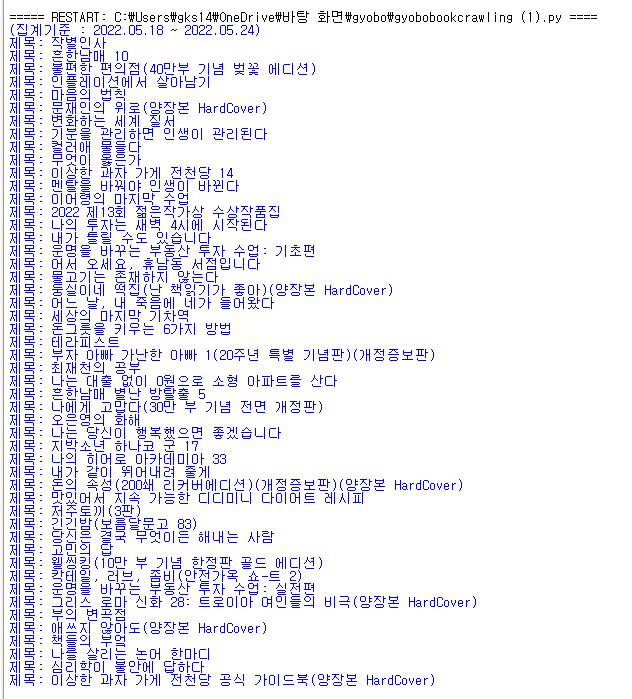 ===== RESTART: C:\Users\gks14\OneDrive\바탕 화면\gyobo\gyobobookcrawling (1).py ====
(집계기준 : 2022.05.18 ~ 2022.05.24)
제목: 작별인사
제목: 흔한남매 10
제목: 불편한 편의점(40만부 기념 벚꽃 에디션)
제목: 인플레이션에서 살아남기
제목: 마음의 법칙
제목: 문재인의 위로(양장본 HardCover)
제목: 변화하는 세계 질서
제목: 기분을 관리하면 인생이 관리된다
제목: 컬러애 물들다
제목: 무엇이 옳은가
제목: 이상한 과자 가게 전천당 14
제목: 멘탈을 바꿔야 인생이 바뀐다
제목: 이어령의 마지막 수업
제목: 2022 제13회 젊은작가상 수상작품집
제목: 나의 투자는 새벽 4시에 시작된다
제목: 내가 틀릴 수도 있습니다
제목: 운명을 바꾸는 부동산 투자 수업: 기초편
제목: 어서 오세요, 휴남동 서점입니다
제목: 물고기는 존재하지 않는다
제목: 둥실이네 떡집(난 책읽기가 좋아)(양장본 HardCover)
제목: 어느 날, 내 죽음에 네가 들어왔다
제목: 세상의 마지막 기차역
제목: 돈그릇을 키우는 6가지 방법
제목: 테라피스트
제목: 부자 아빠 가난한 아빠 1(20주년 특별 기념판)(개정증보판)
제목: 최재천의 공부
제목: 나는 대출 없이 0원으로 소형 아파트를 산다
제목: 흔한남매 별난 방탈출 5
제목: 나에게 고맙다(30만 부 기념 전면 개정판)
제목: 오은영의 화해
제목: 나는 당신이 행복했으면 좋겠습니다
제목: 지박소년 하나코 군 17
제목: 나의 히어로 아카데미아 33
제목: 내가 같이 뛰어내려 줄게
제목: 돈의 속성(200쇄 리커버에디션)(개정증보판)(양장본 HardCover)
제목: 맛있어서 지속 가능한 디디미니 다이어트 레시피
제목: 저주토끼(3판)
제목: 긴긴밤(보름달문고 83)
제목: 당신은 결국 무엇이든 해내는 사람
제목: 고민의 답
제목: 웰씽킹(10만 부 기념 한정판 골드 에디션)
제목: 칵테일, 러브, 좀비(안전가옥 쇼-트 2)
제목: 운명을 바꾸는 부동산 투자 수업: 실전편
제목: 그리스 로마 신화 28: 트로이아 여인들의 비극(양장본 HardCover)
제목: 부의 변곡점
제목: 애쓰지 않아도(양장본 HardCover)
제목: 책들의 부엌
제목: 나를 살리는 논어 한마디
제목: 심리학이 불안에 답하다
제목: 이상한 과자 가게 전천당 공식 가이드북(양장본 HardCover)